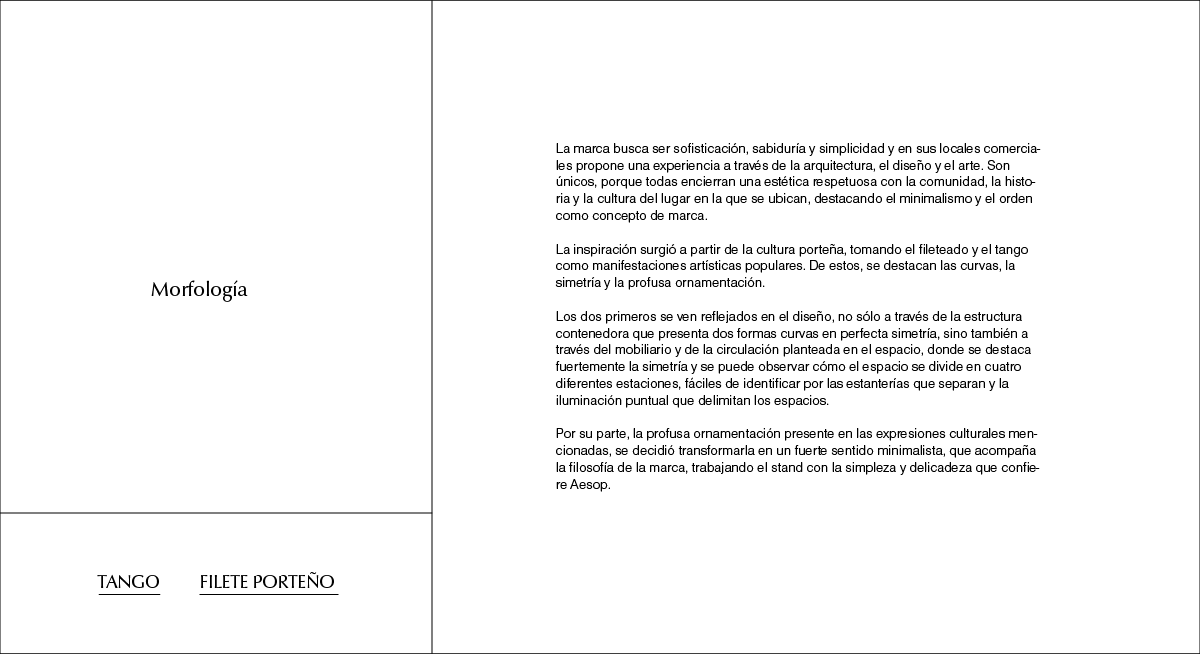 Morfología
TANGO
FILETE PORTEÑO
La marca busca ser sofisticación, sabiduría y simplicidad y en sus locales comercia-
les propone una experiencia a través de la arquitectura, el diseño y el arte. Son
únicos, porque todas encierran una estética respetuosa con la comunidad, la histo-
ria y la cultura del lugar en la que se ubican, destacando el minimalismo y el orden
como concepto de marca.
La inspiración surgió a partir de la cultura porteña, tomando el fileteado y el tango
como manifestaciones artísticas populares. De estos, se destacan las curvas, la
simetría y la profusa ornamentación.
Los dos primeros se ven reflejados en el diseño, no sólo a través de la estructura
contenedora que presenta dos formas curvas en perfecta simetría, sino también a
través del mobiliario y de la circulación planteada en el espacio, donde se destaca
fuertemente la simetría y se puede observar cómo el espacio se divide en cuatro
diferentes estaciones, fáciles de identificar por las estanterías que separan y la
iluminación puntual que delimitan los espacios.
Por su parte, la profusa ornamentación presente en las expresiones culturales men-
cionadas, se decidió transformarla en un fuerte sentido minimalista, que acompaña
la filosofía de la marca, trabajando el stand con la simpleza y delicadeza que confie-
re Aesop.